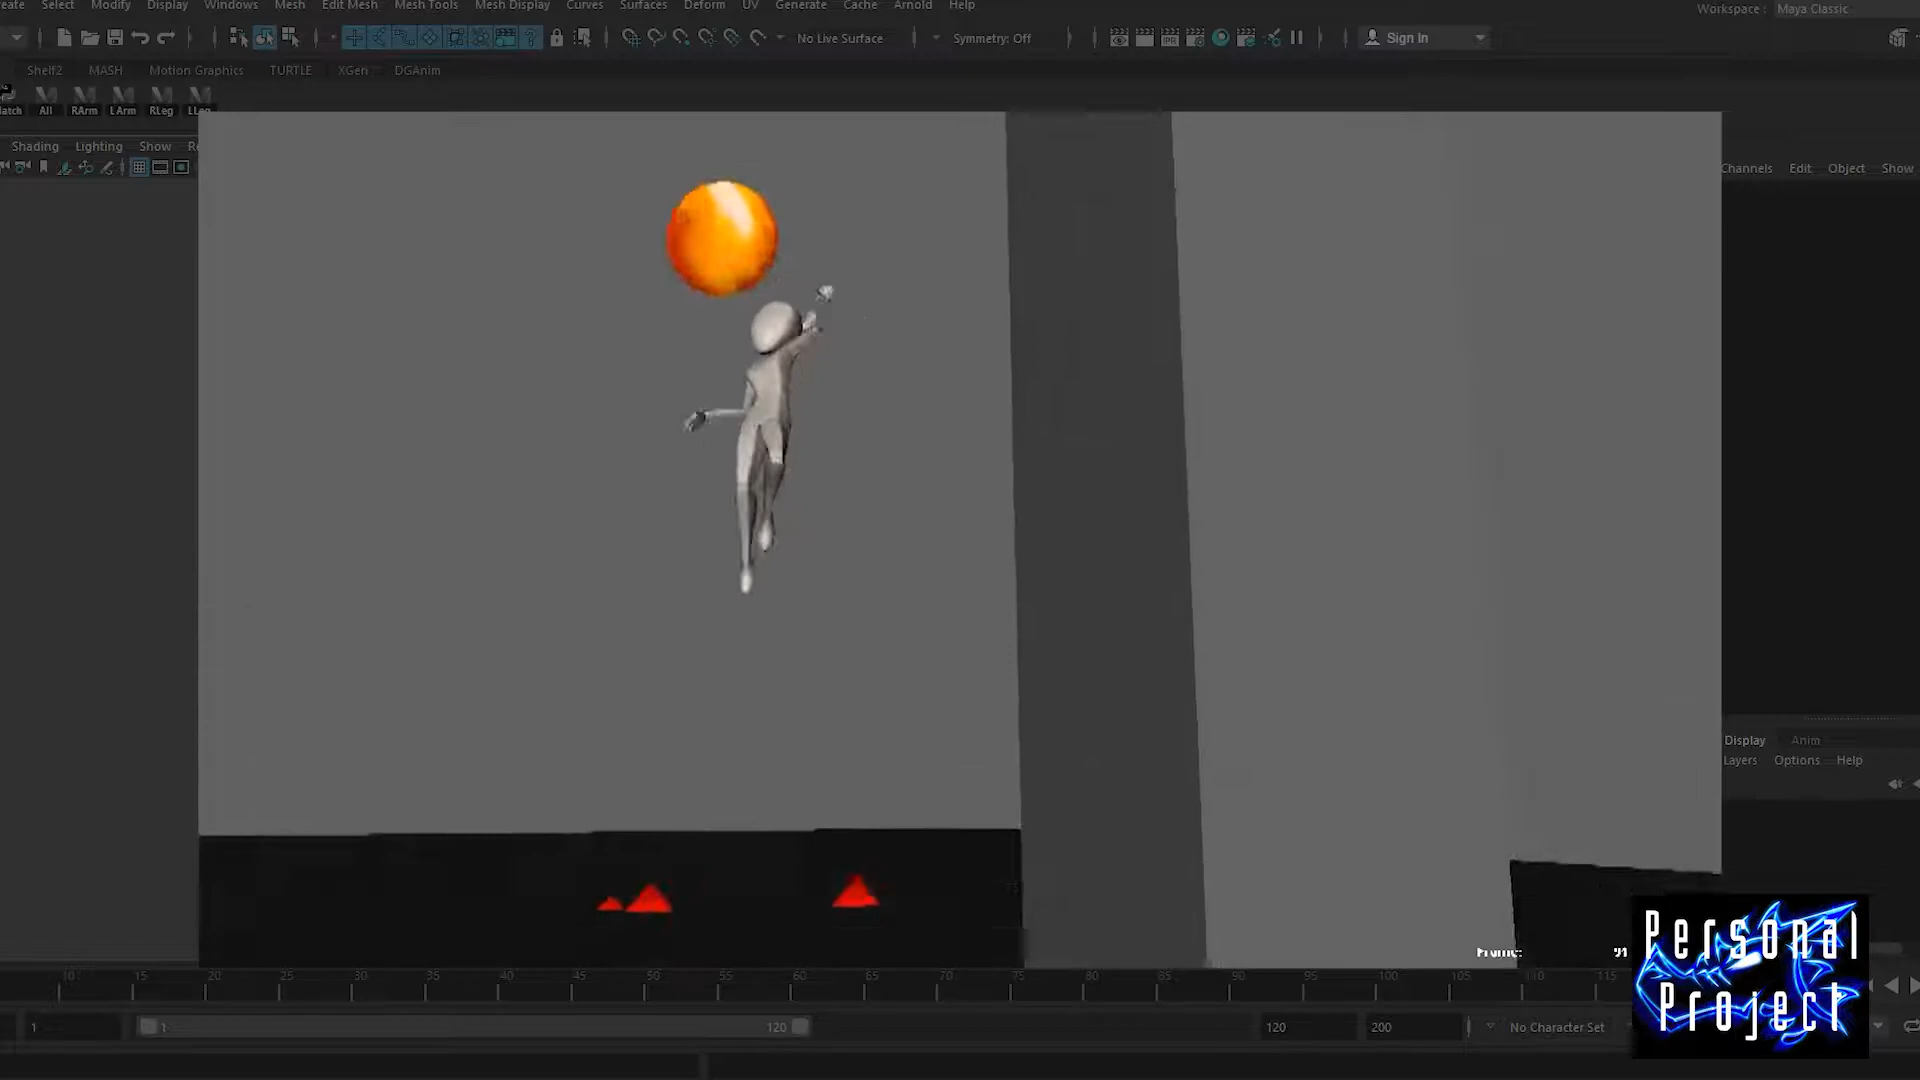 Select Modify Display Windows Mesh Edit Mesh Mesh Tools Mesh Display Curves Surfaces Deform UV Generate Cache Arnold Help
Workspace : Maya Classic
No Live Surface Symmetry: Off Sign In
Shelf2 MASH Motion Graphics TURTLE XGen DGAnim
All RArm LArm RLeg LLeg
Shading Lighting Show
Channels Edit Object Show
Display Anim
Layers Options Help
Frame: 91
10 15 20 25 30 35 40 45 50 55 60 65 70 75 80 85 90 95 100 105 110 115
1 1 120 120 200 No Character Set
Personal
Project